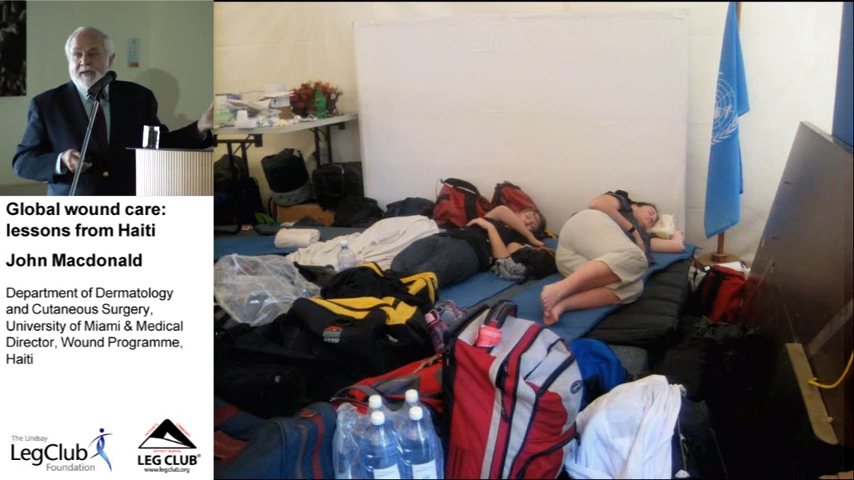 Global wound care:
lessons from Haiti
John Macdonald
Department of Dermatology
and Cutaneous Surgery,
University of Miami & Medical
Director, Wound Programme,
Haiti
The Lindsay
LegClub
Foundation
LEG CLUB®
www.legclub.org